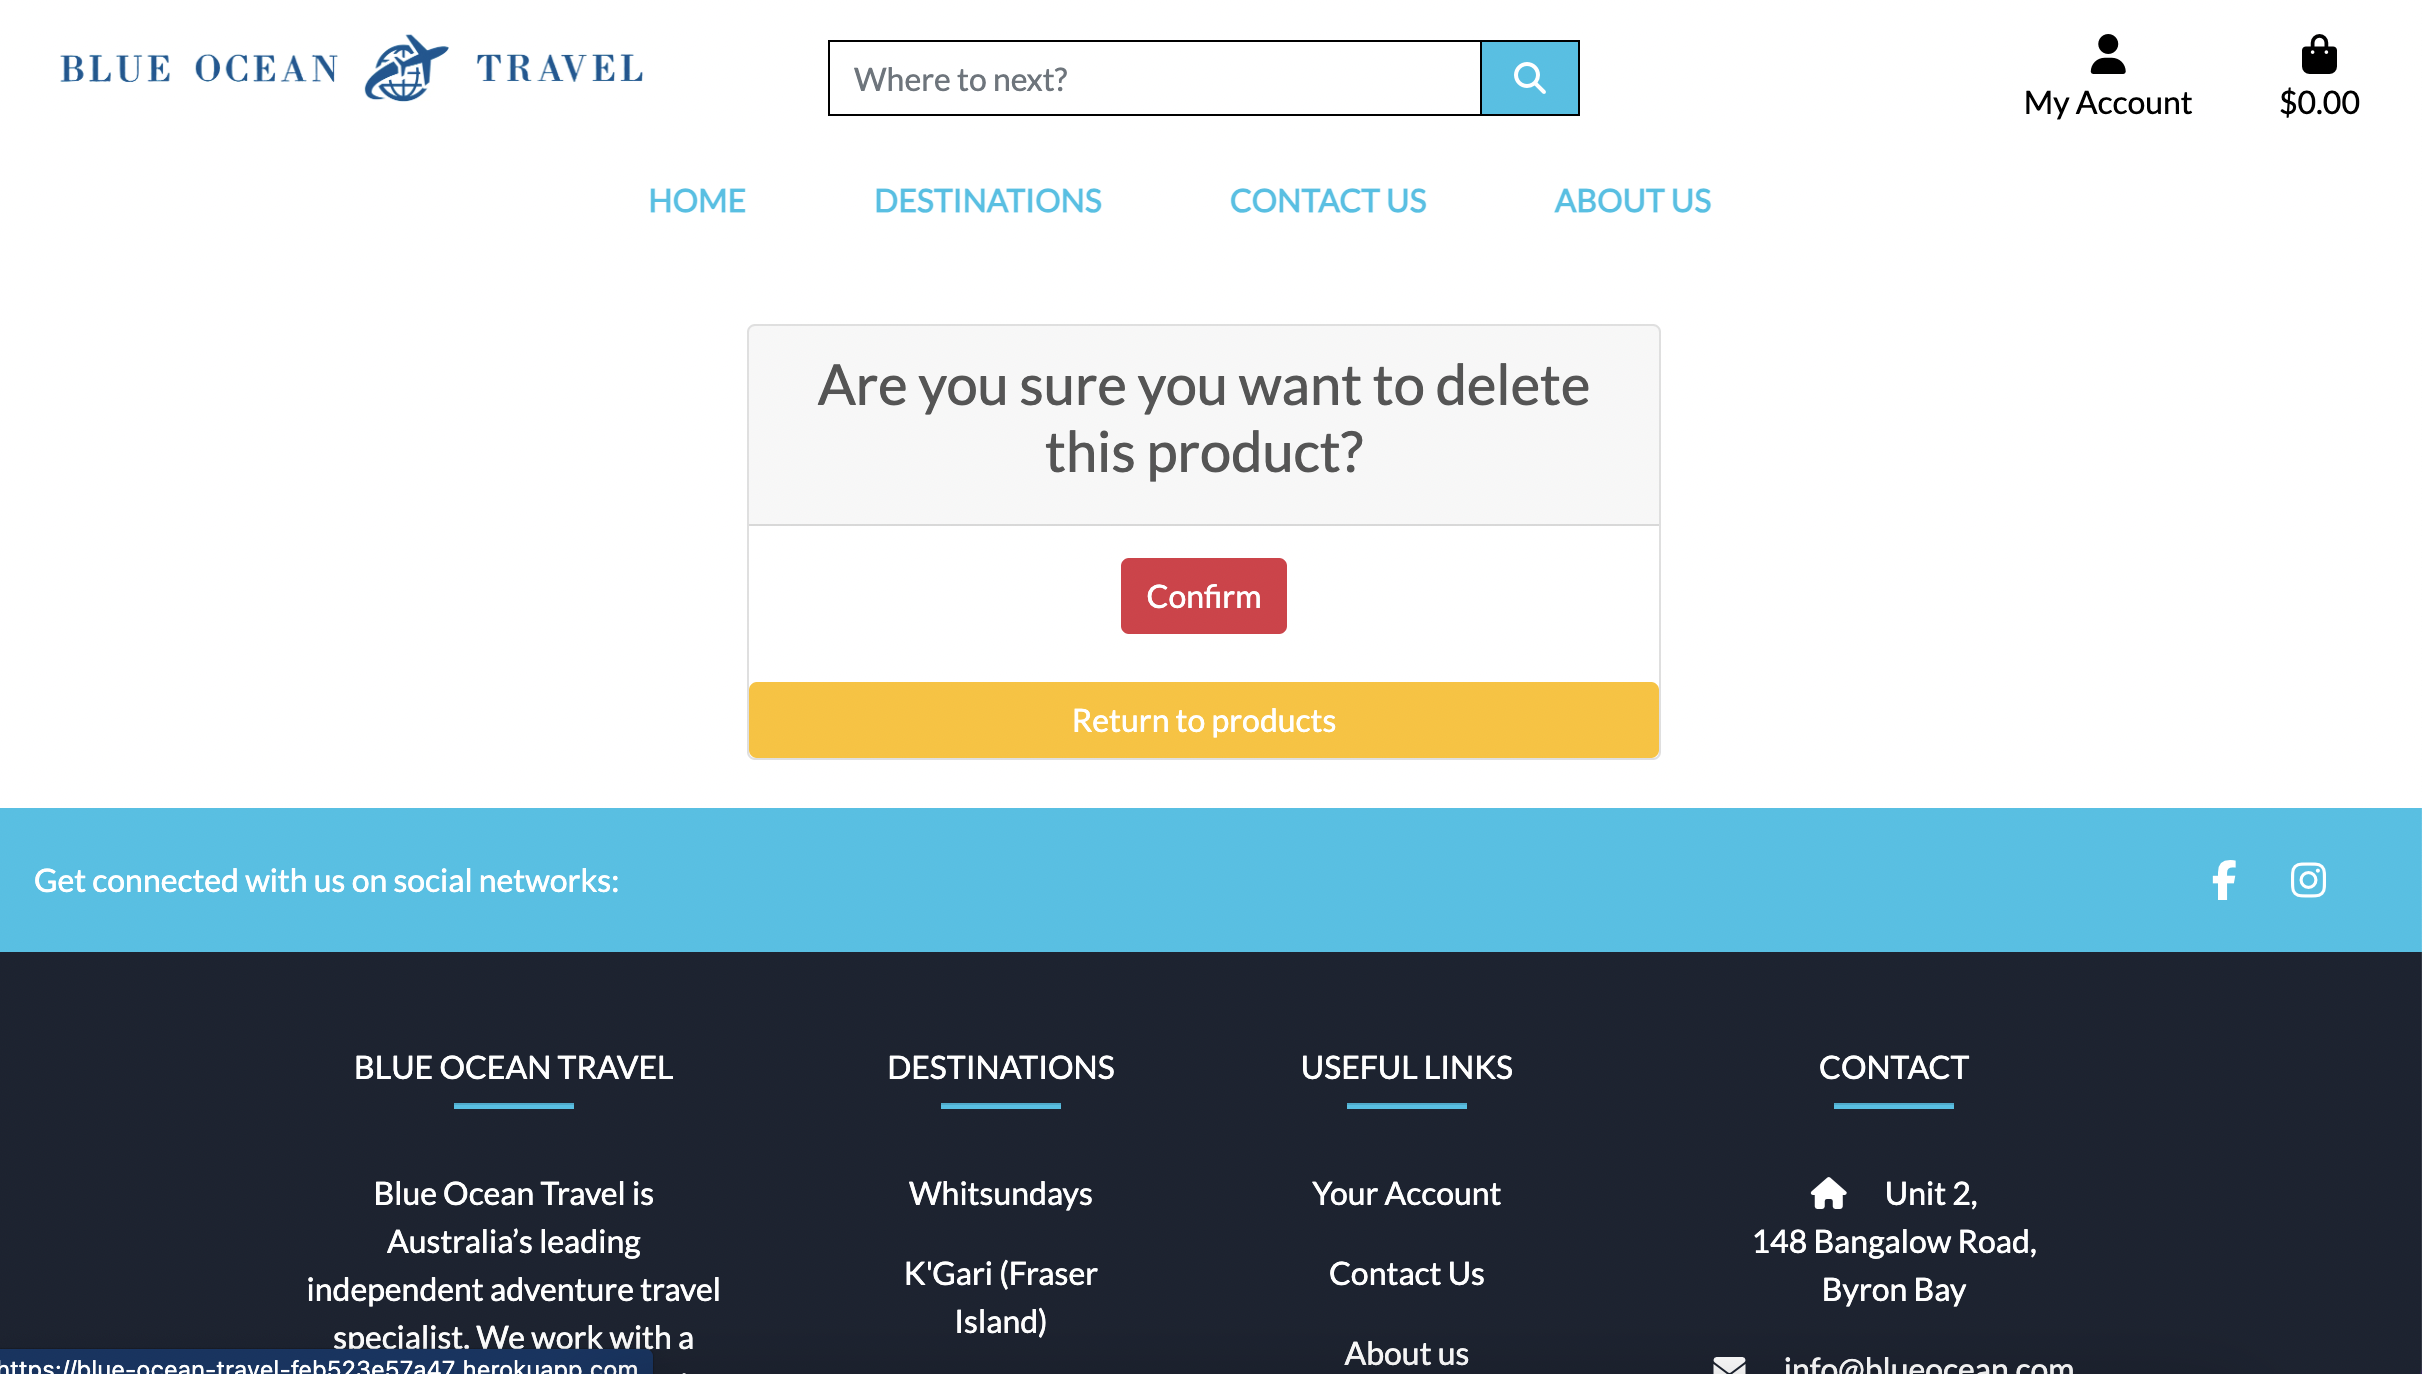 BLUE OCEAN TRAVEL
Where to next?
My Account
$0.00
HOME
DESTINATIONS
CONTACT US
ABOUT US
Are you sure you want to delete
this product?
Confirm
Return to products
Get connected with us on social networks:
BLUE OCEAN TRAVEL
Blue Ocean Travel is
Australia’s leading
independent adventure travel
specialist. We work with a
DESTINATIONS
Whitsundays
K'Gari (Fraser
Island)
USEFUL LINKS
Your Account
Contact Us
About us
CONTACT
Unit 2,
148 Bangalow Road,
Byron Bay
info@blueocean.com
https://blue-ocean-travel-feb523e57a47.herokuapp.com